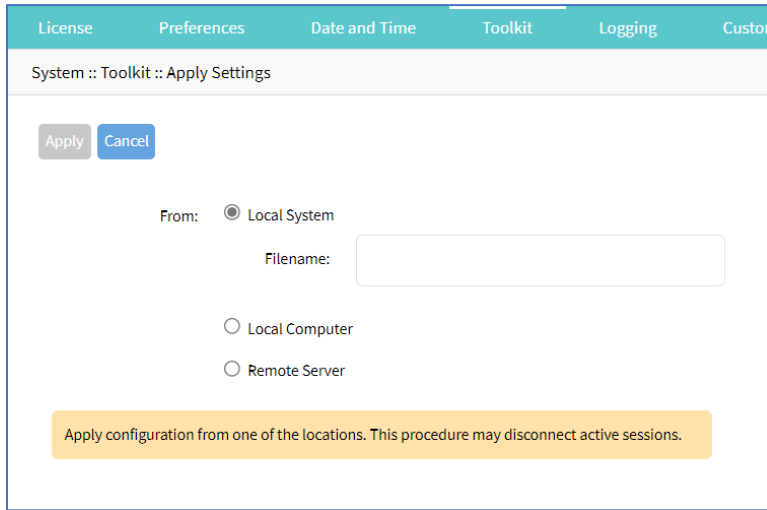 License Preferences Date and Time Toolkit Logging Custo
System :: Toolkit :: Apply Settings
Apply Cancel
From: Local System
Filename:
Local Computer
Remote Server
Apply configuration from one of the locations. This procedure may disconnect active sessions.